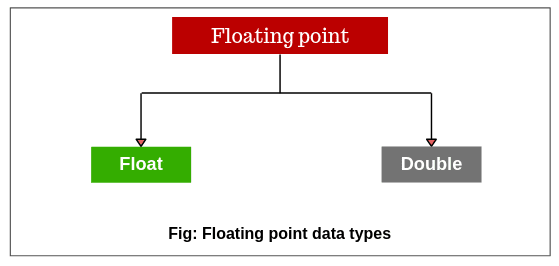 Floating point
Float
Double
Fig: Floating point data types